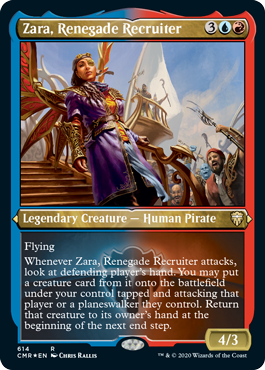 Zara, Renegade Recruiter 3
Legendary Creature — Human Pirate
Flying
Whenever Zara, Renegade Recruiter attacks,
look at defending player's hand. You may put
a creature card from it onto the battlefield
under your control tapped and attacking that
player or a planeswalker they control. Return
that creature to its owner's hand at the
beginning of the next end step.
4/3
614 R
CMR★EN Chris Rallis
™ & © 2020 Wizards of the Coast